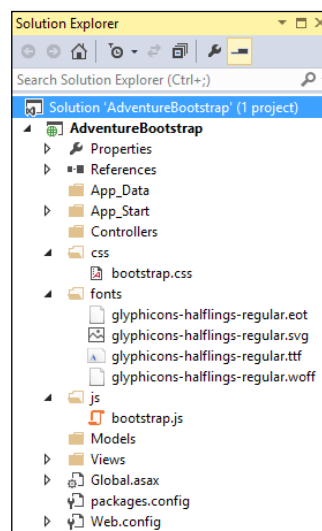 Solution Explorer
Search Solution Explorer (Ctrl+;)
Solution 'AdventureBootstrap' (1 project)
AdventureBootstrap
Properties
References
App_Data
App_Start
Controllers
css
bootstrap.css
fonts
glyphicons-halflings-regular.eot
glyphicons-halflings-regular.svg
glyphicons-halflings-regular.ttf
glyphicons-halflings-regular.woff
js
bootstrap.js
Models
Views
Global.asax
packages.config
Web.config